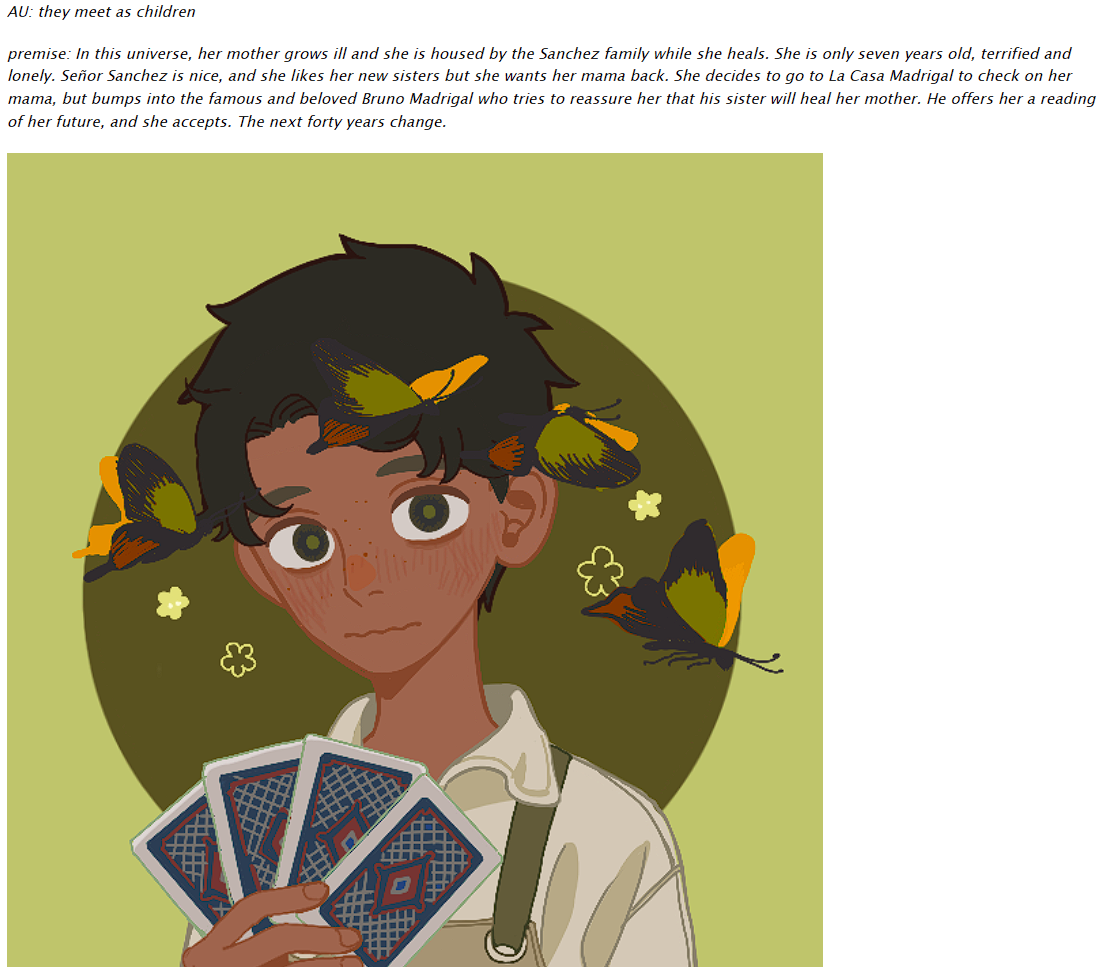 AU: they meet as children
premise: In this universe, her mother grows ill and she is housed by the Sanchez family while she heals. She is only seven years old, terrified and
lonely. Señor Sanchez is nice, and she likes her new sisters but she wants her mama back. She decides to go to La Casa Madrigal to check on her
mama, but bumps into the famous and beloved Bruno Madrigal who tries to reassure her that his sister will heal her mother. He offers her a reading
of her future, and she accepts. The next forty years change.